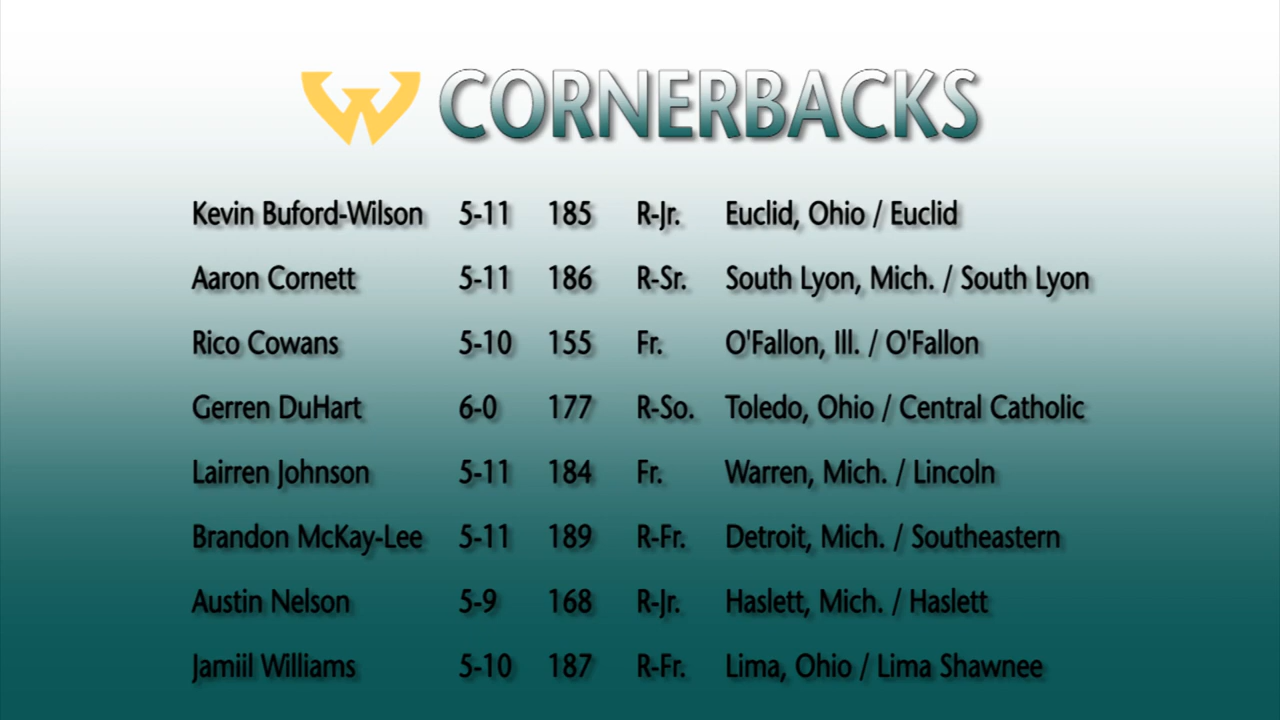 W CORNERBACKS
Kevin Buford-Wilson 5-11 185 R-Jr. Euclid, Ohio / Euclid
Aaron Cornett 5-11 186 R-Sr. South Lyon, Mich. / South Lyon
Rico Cowans 5-10 155 Fr. O'Fallon, Ill. / O'Fallon
Gerren DuHart 6-0 177 R-So. Toledo, Ohio / Central Catholic
Lairren Johnson 5-11 184 Fr. Warren, Mich. / Lincoln
Brandon McKay-Lee 5-11 189 R-Fr. Detroit, Mich. / Southeastern
Austin Nelson 5-9 168 R-Jr. Haslett, Mich. / Haslett
Jamiil Williams 5-10 187 R-Fr. Lima, Ohio / Lima Shawnee